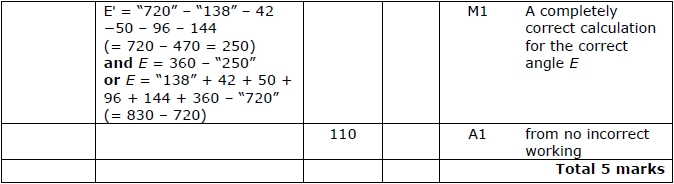 E' = “720” – “138” – 42 M1 A completely
–50 – 96 – 144 correct calculation
(= 720 – 470 = 250) for the correct
and E = 360 – “250” angle E
or E = “138” + 42 + 50 +
96 + 144 + 360 – “720”
(= 830 – 720)
110 A1 from no incorrect
working
Total 5 marks